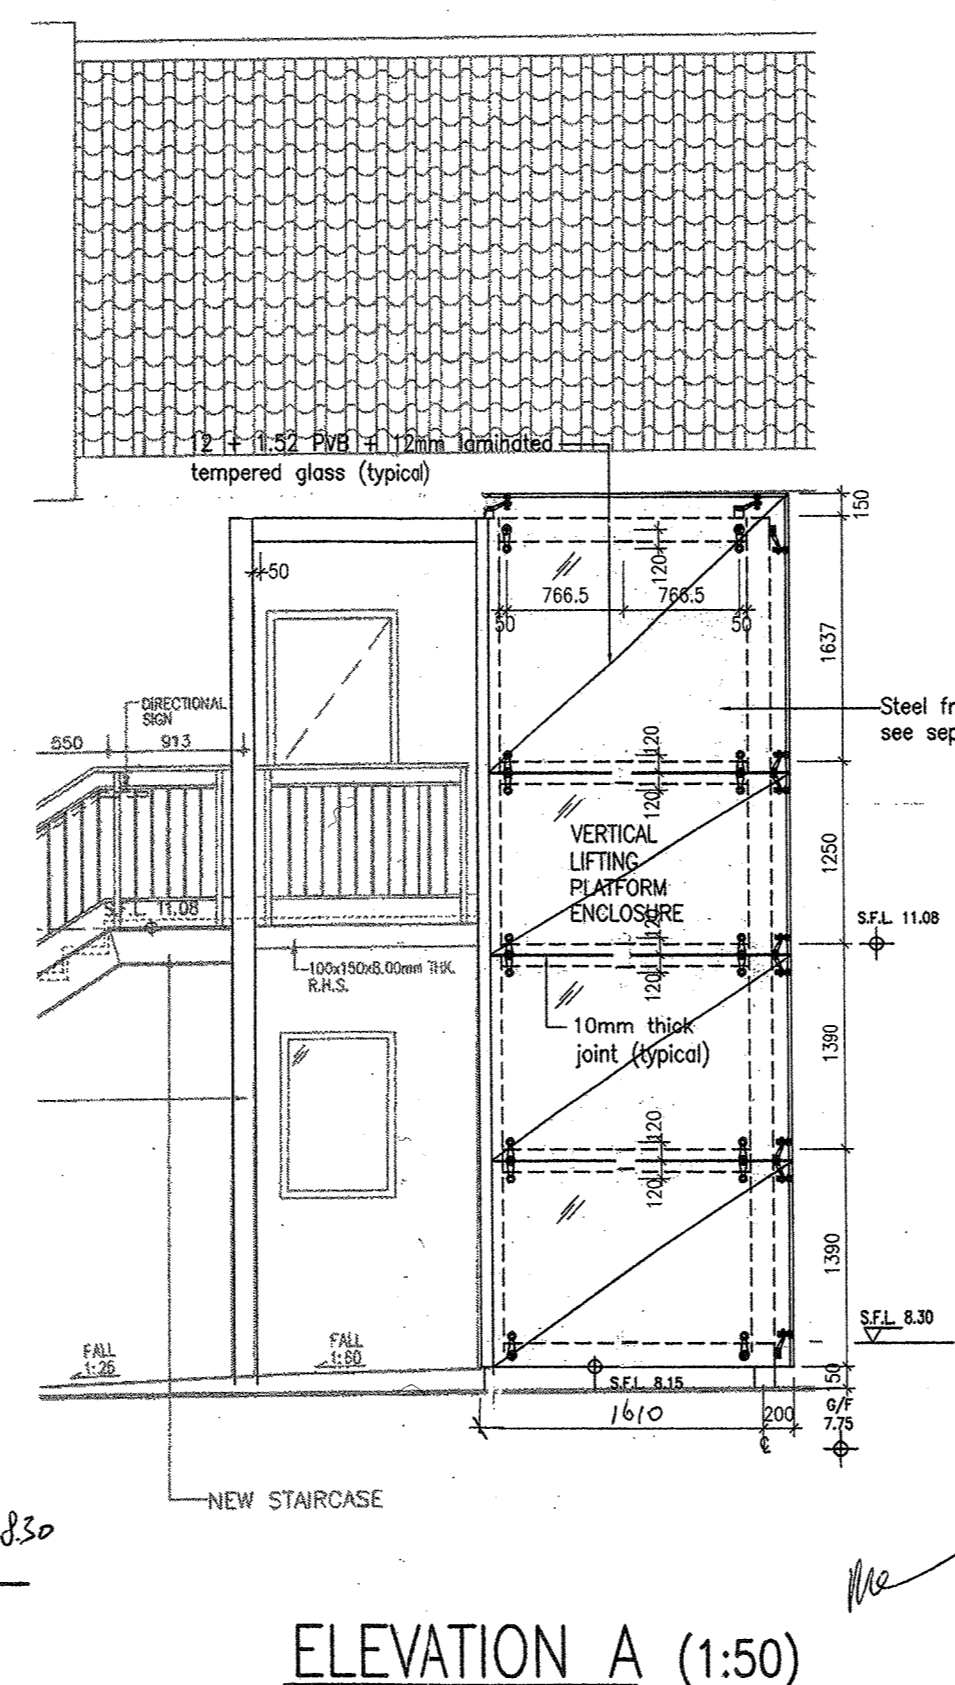 12 + 1.52 PVB + 12mm laminated
tempered glass (typical)
150
50
120
766.5
766.5
50
50
1637
DIRECTIONAL
SIGN
650
913
Steel fr
see sep
120
120
VERTICAL
LIFTING
PLATFORM
ENCLOSURE
1250
S.F.L. 11.08
S.F.L. 11.08
120
120
100x150x8.00mm THK.
R.H.S.
10mm thick
joint (typical)
1390
120
120
1390
S.F.L. 8.30
FALL
1:26
FALL
1:60
S.F.L. 8.15
150
1610
200
G/F
7.75
℄
NEW STAIRCASE
8.30
ELEVATION A (1:50)